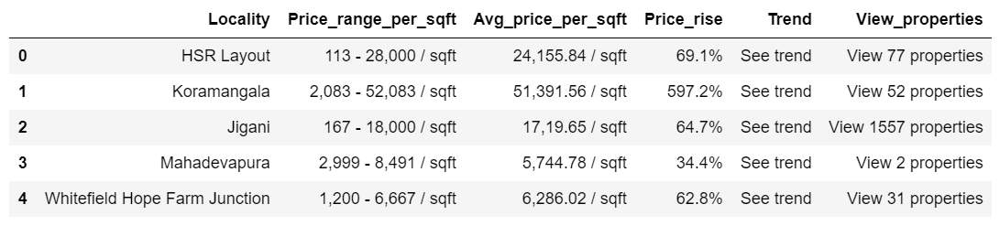 Locality Price_range_per_sqft Avg_price_per_sqft Price_rise Trend View_properties
0 HSR Layout 113 - 28,000 / sqft 24,155.84 / sqft 69.1% See trend View 77 properties
1 Koramangala 2,083 - 52,083 / sqft 51,391.56 / sqft 597.2% See trend View 52 properties
2 Jigani 167 - 18,000 / sqft 17,19.65 / sqft 64.7% See trend View 1557 properties
3 Mahadevapura 2,999 - 8,491 / sqft 5,744.78 / sqft 34.4% See trend View 2 properties
4 Whitefield Hope Farm Junction 1,200 - 6,667 / sqft 6,286.02 / sqft 62.8% See trend View 31 properties